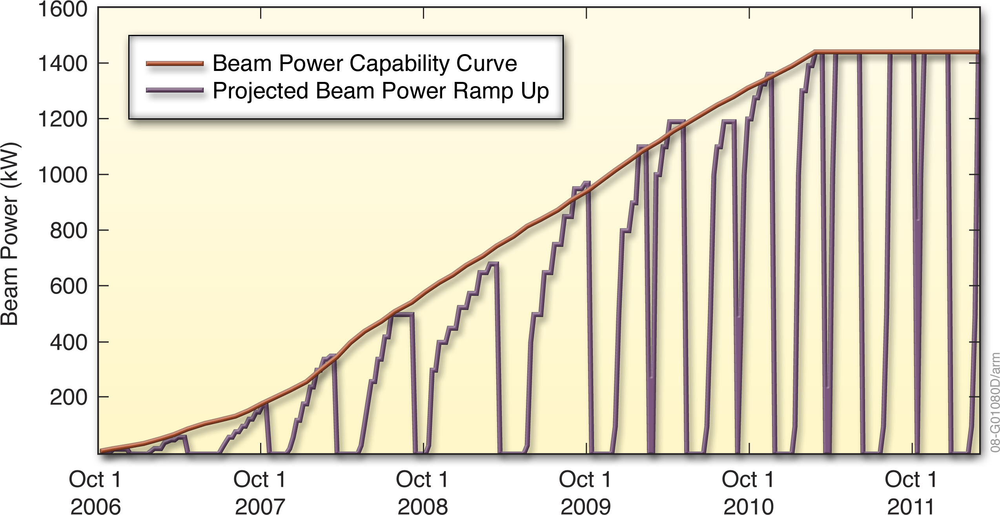 1600
1400
1200
1000
800
600
400
200
Beam Power (kW)
Beam Power Capability Curve
Projected Beam Power Ramp Up
Oct 1 2006
Oct 1 2007
Oct 1 2008
Oct 1 2009
Oct 1 2010
Oct 1 2011
08-G01080D/arm